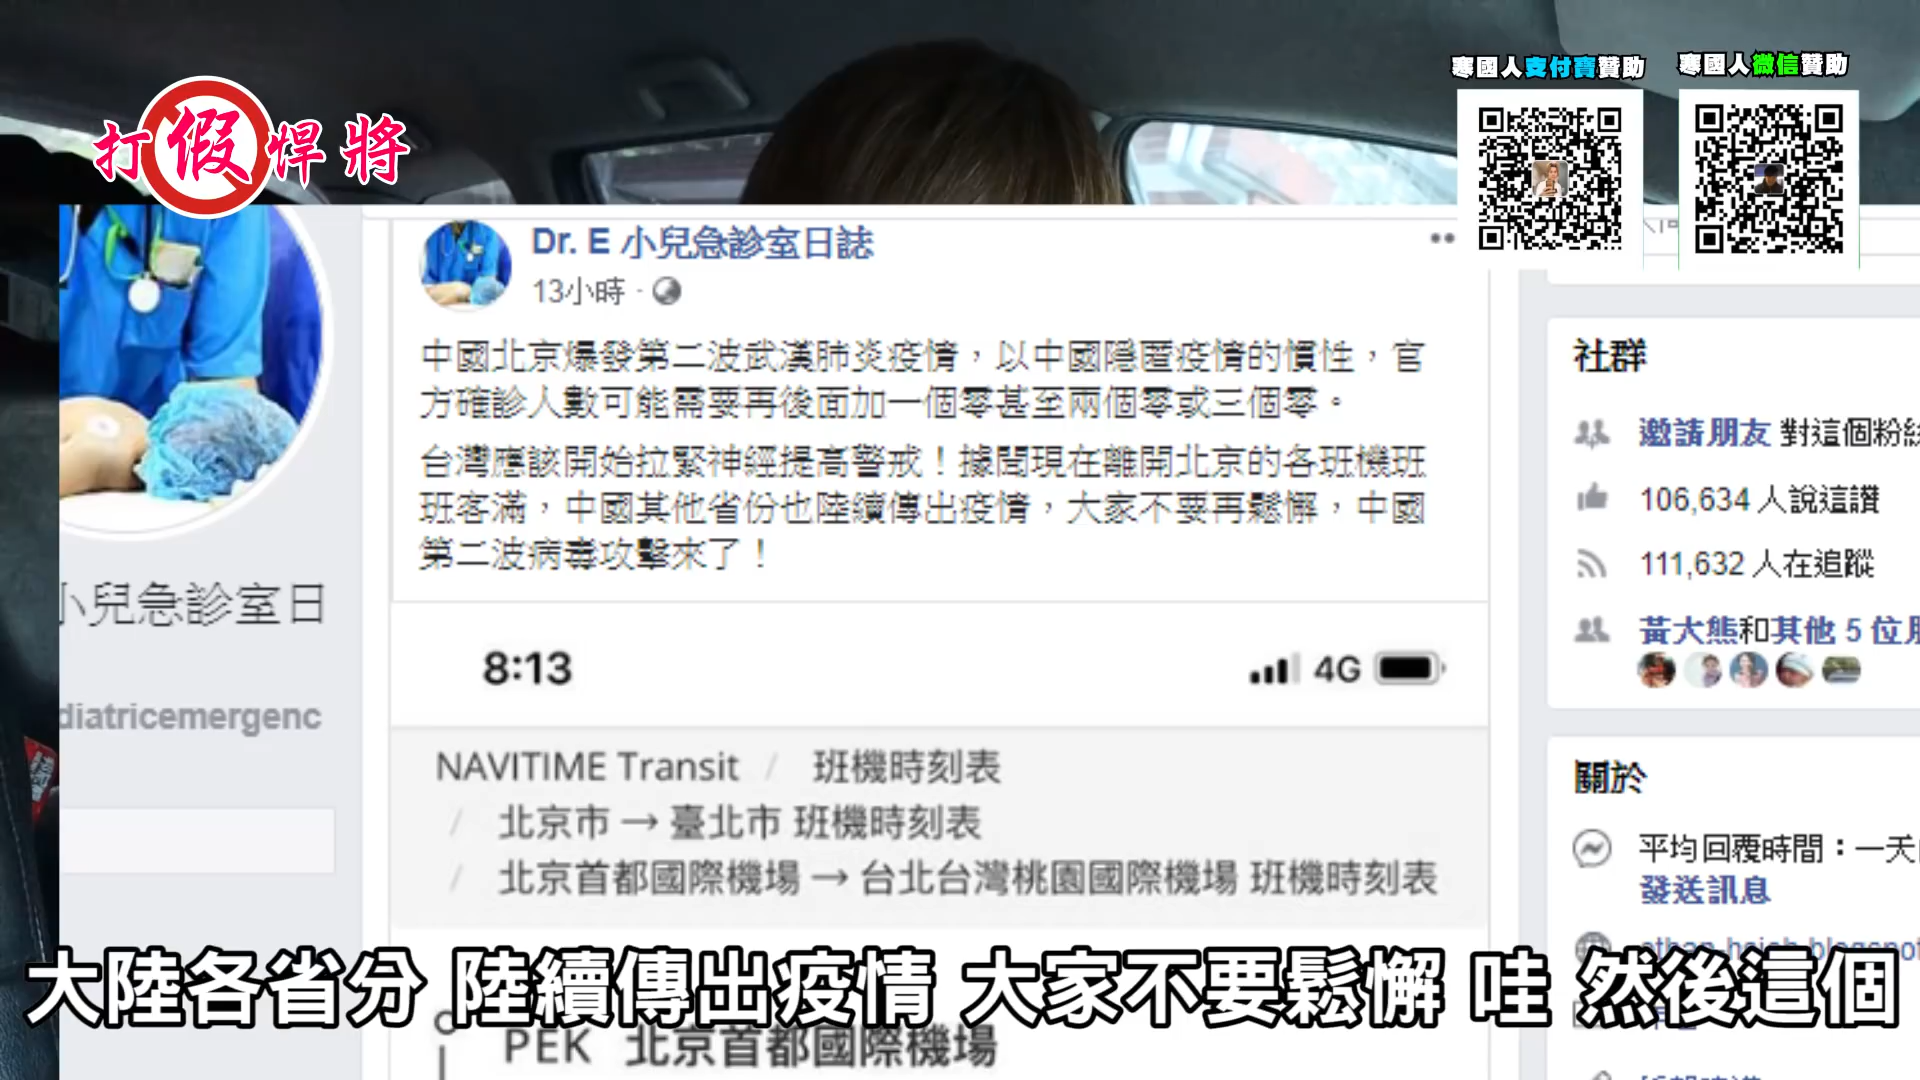 寒國人支付寶贊助
寒國人微信贊助
打假悍將
Dr. E 小兒急診室日誌
13小時
中國北京爆發第二波武漢肺炎疫情，以中國隱匿疫情的慣性，官
方確診人數可能需要再後面加一個零甚至兩個零或三個零。
台灣應該開始拉緊神經提高警戒！據聞現在離開北京的各班機班
班客滿，中國其他省份也陸續傳出疫情，大家不要再鬆懈，中國
第二波病毒攻擊來了！
小兒急診室日
diatricemergenc
8:13
4G
NAVITIME Transit / 班機時刻表
/ 北京市 → 臺北市 班機時刻表
/ 北京首都國際機場 → 台北台灣桃園國際機場 班機時刻表
PEK 北京首都國際機場
社群
邀請朋友 對這個粉絲
106,634 人說這讚
111,632 人在追蹤
黃大熊和其他 5 位朋
關於
平均回覆時間：一天
發送訊息
大陸各省分 陸續傳出疫情 大家不要鬆懈 哇 然後這個